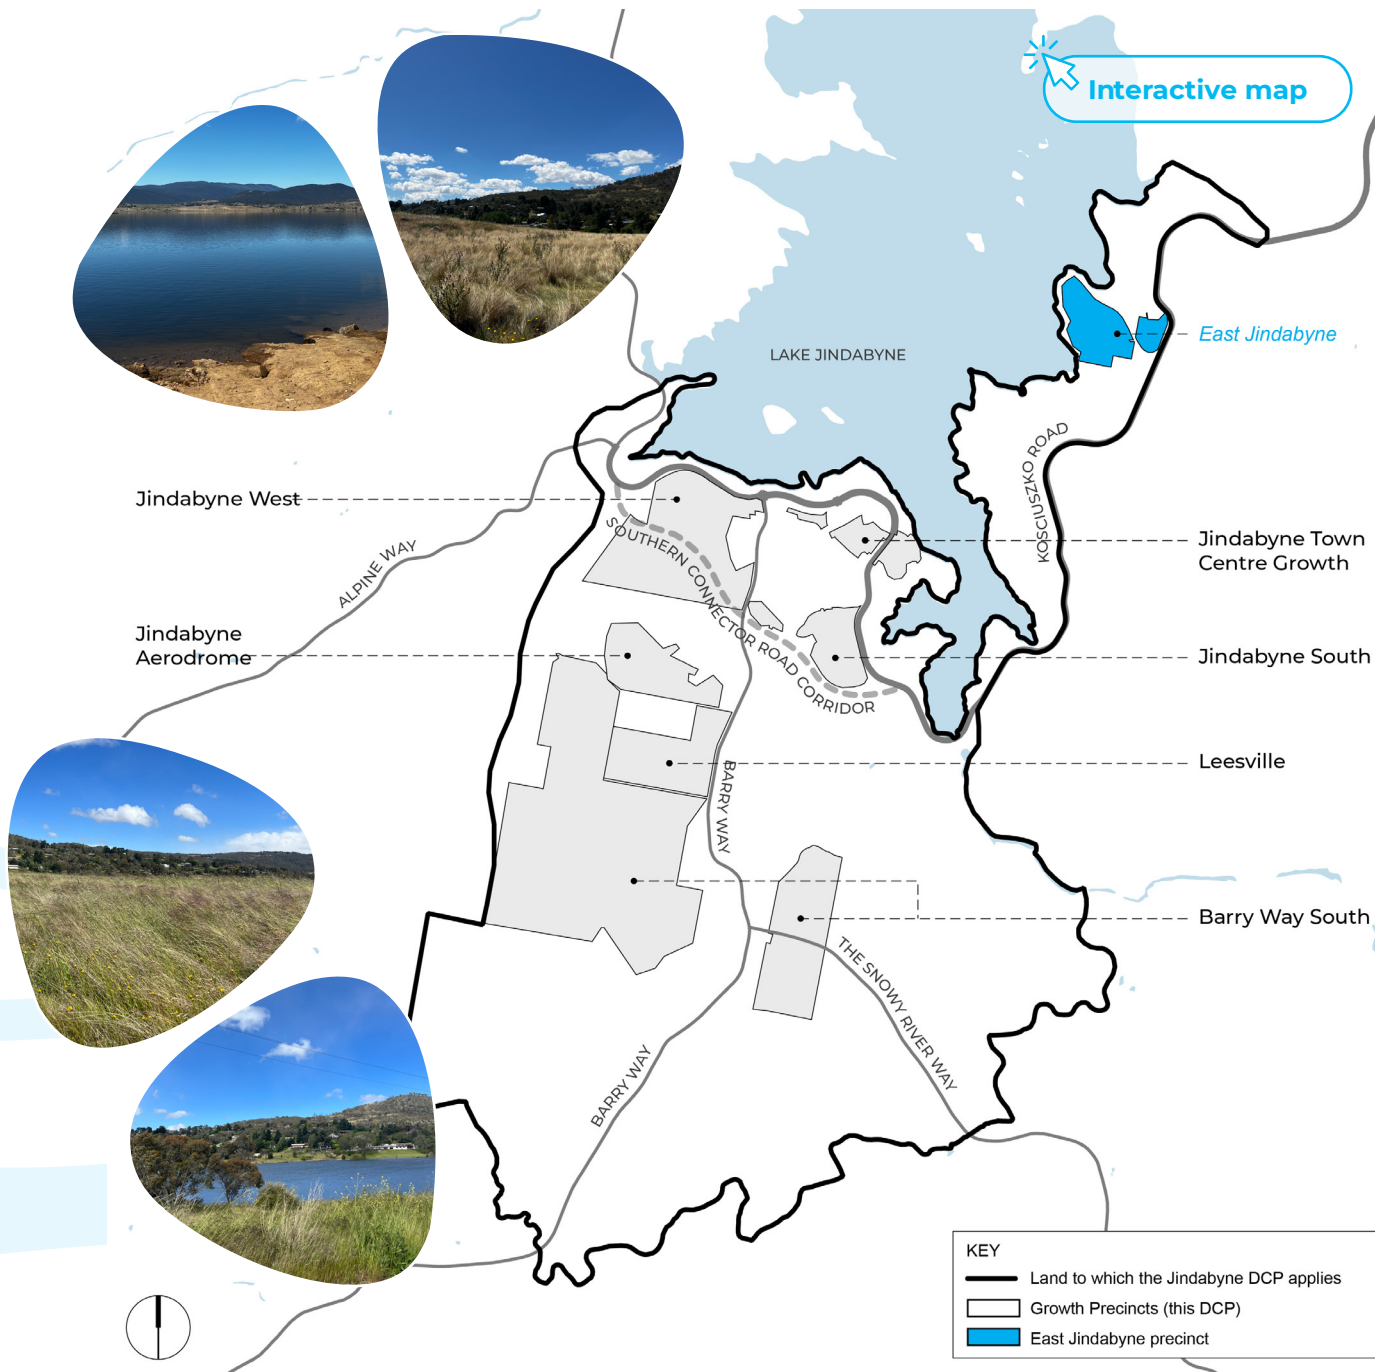 Interactive map
LAKE JINDABYNE
East Jindabyne
KOSCIUSZKO ROAD
Jindabyne West
SOUTHERN CONNECTOR ROAD CORRIDOR
ALPINE WAY
Jindabyne Town
Centre Growth
Jindabyne
Aerodrome
Jindabyne South
Leesville
BARRY WAY
Barry Way South
THE SNOWY RIVER WAY
BARRY WAY
KEY
Land to which the Jindabyne DCP applies
Growth Precincts (this DCP)
East Jindabyne precinct